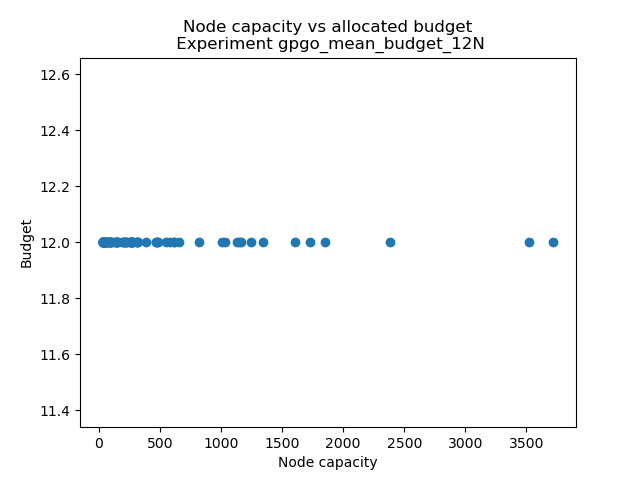 Node capacity vs allocated budget
Experiment gpgo_mean_budget_12N
12.6
12.4
12.2
12.0
11.8
11.6
11.4
Budget
0 500 1000 1500 2000 2500 3000 3500
Node capacity